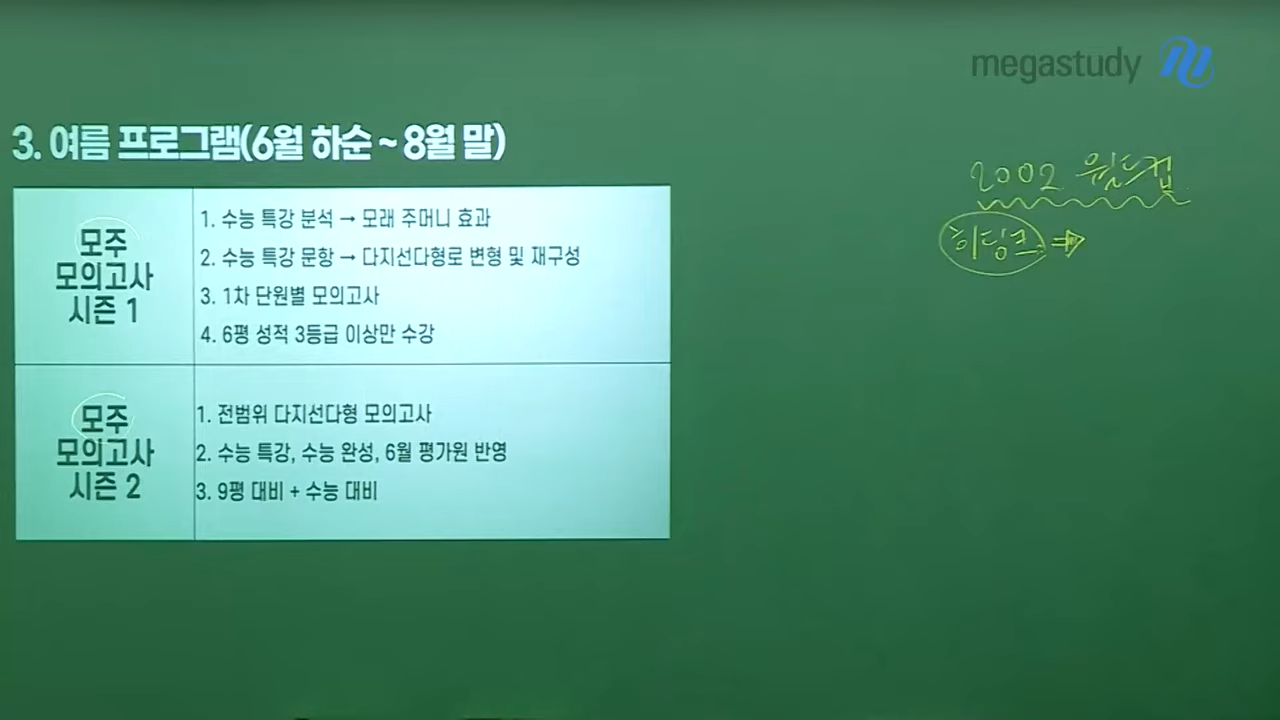 megastudy
3. 여름 프로그램(6월 하순 ~ 8월 말)
2002 월드컵
히딩크 ⇒
모주
모의고사
시즌 1
1. 수능 특강 분석 → 모래 주머니 효과
2. 수능 특강 문항 → 다지선다형로 변형 및 재구성
3. 1차 단원별 모의고사
4. 6평 성적 3등급 이상만 수강
모주
모의고사
시즌 2
1. 전범위 다지선다형 모의고사
2. 수능 특강, 수능 완성, 6월 평가원 반영
3. 9평 대비 + 수능 대비